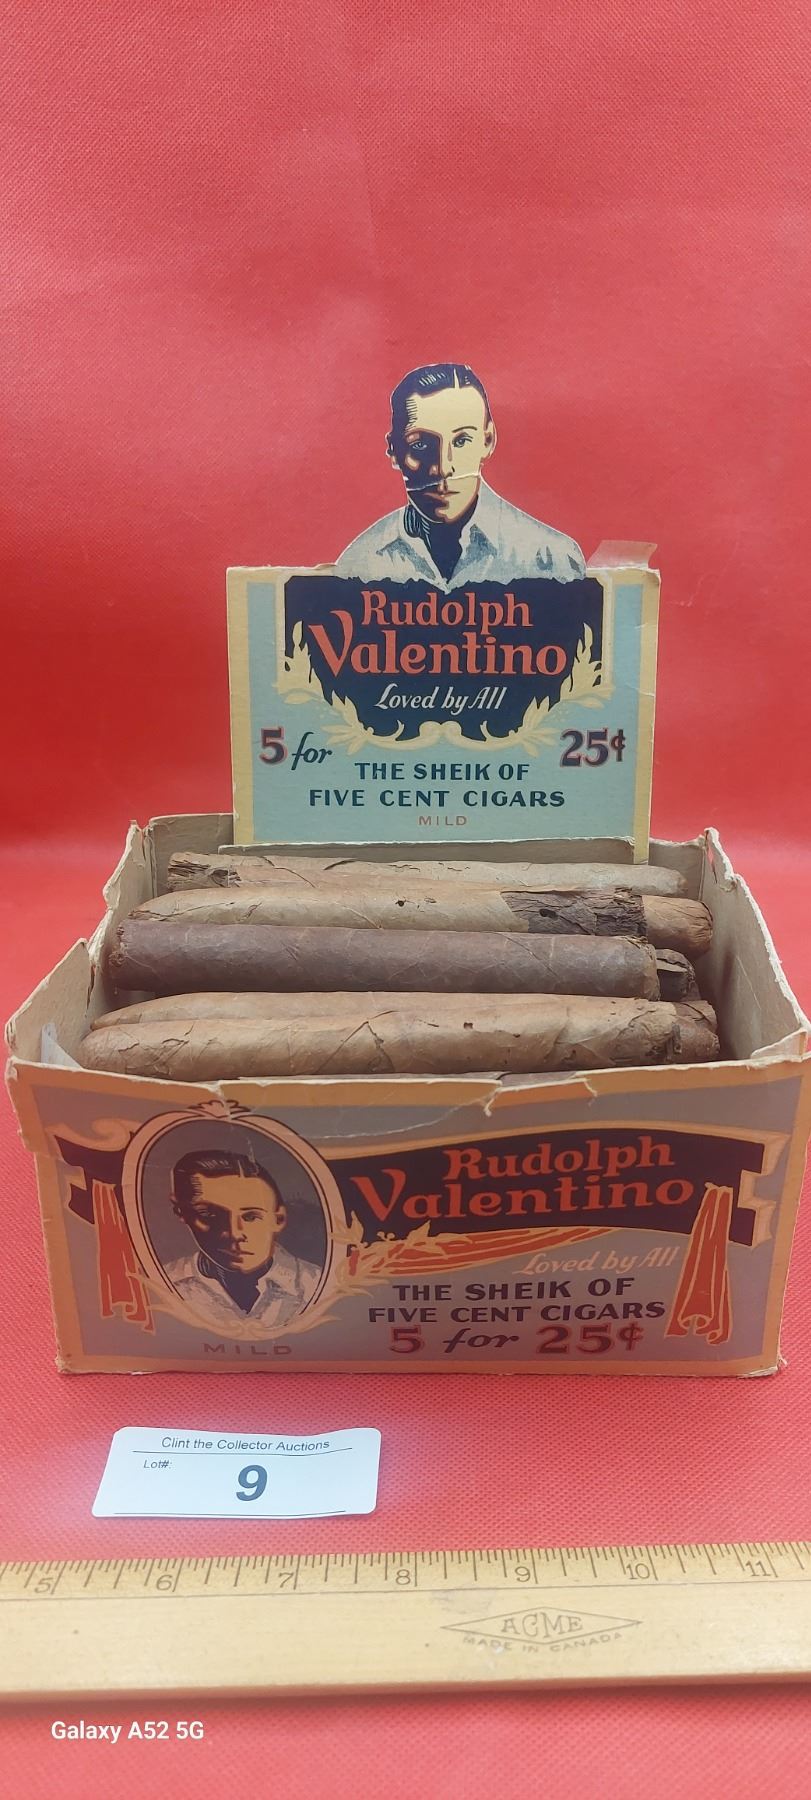 Rudolph
Valentino
Loved by All
5 for 25¢
THE SHEIK OF
FIVE CENT CIGARS
MILD
Rudolph
Valentino
Loved by All
THE SHEIK OF
FIVE CENT CIGARS
5 for 25¢
MILD
Clint the Collector Auctions
Lot#:
9
5 6 7 8 9 10 11
ACME
MADE IN CANADA
Galaxy A52 5G